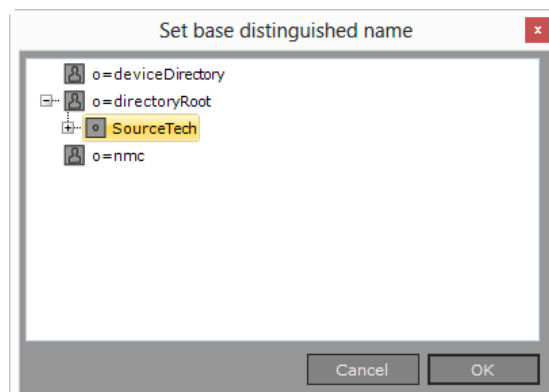 Set base distinguished name
x
o=deviceDirectory
o=directoryRoot
SourceTech
o=nmc
Cancel
OK